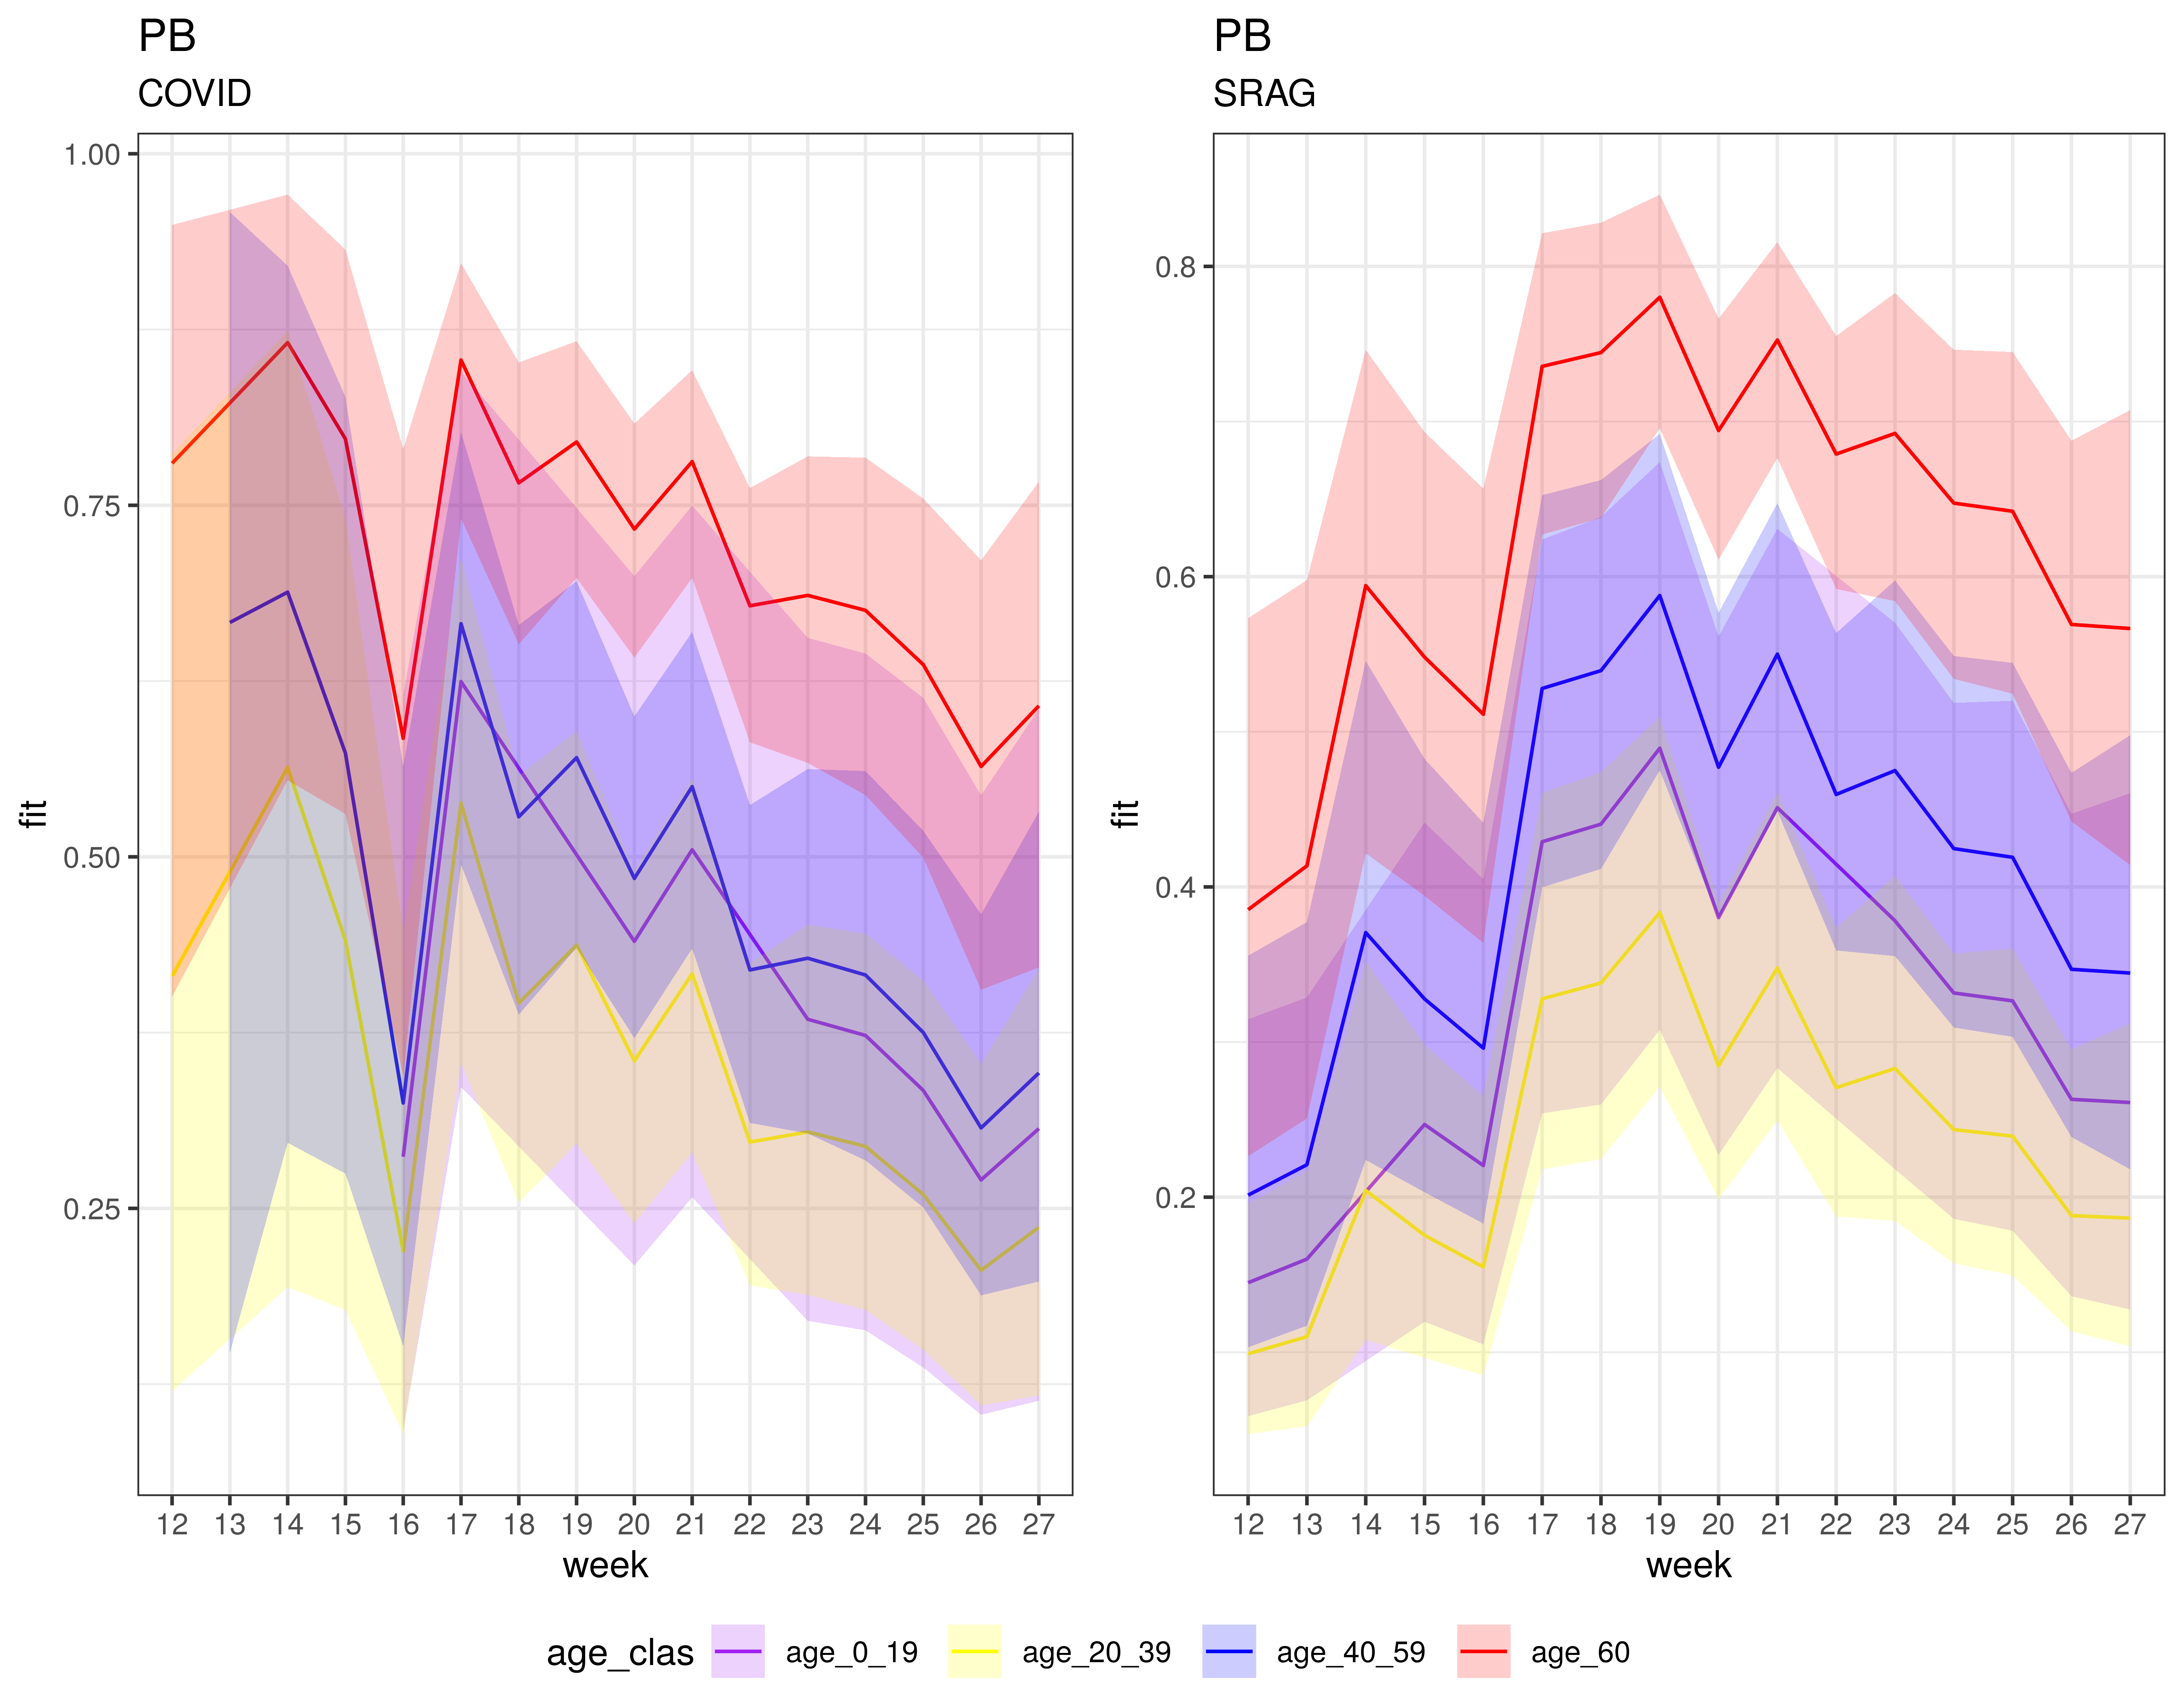 PB
COVID
fit
1.00
0.75
0.50
0.25
12 13 14 15 16 17 18 19 20 21 22 23 24 25 26 27
week
PB
SRAG
fit
0.8
0.6
0.4
0.2
12 13 14 15 16 17 18 19 20 21 22 23 24 25 26 27
week
age_clas age_0_19 age_20_39 age_40_59 age_60